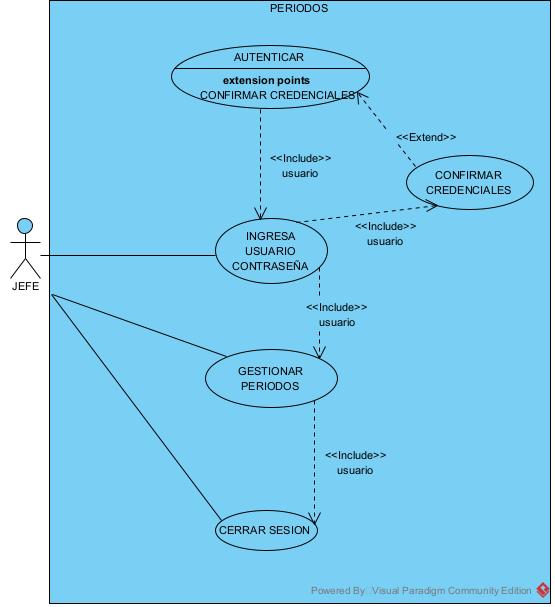 PERIODOS
AUTENTICAR
extension points
CONFIRMAR CREDENCIALES
<<Extend>>
<<Include>>
usuario
CONFIRMAR
CREDENCIALES
<<Include>>
usuario
INGRESA
USUARIO
CONTRASEÑA
JEFE
<<Include>>
usuario
GESTIONAR
PERIODOS
<<Include>>
usuario
CERRAR SESION
Powered By Visual Paradigm Community Edition